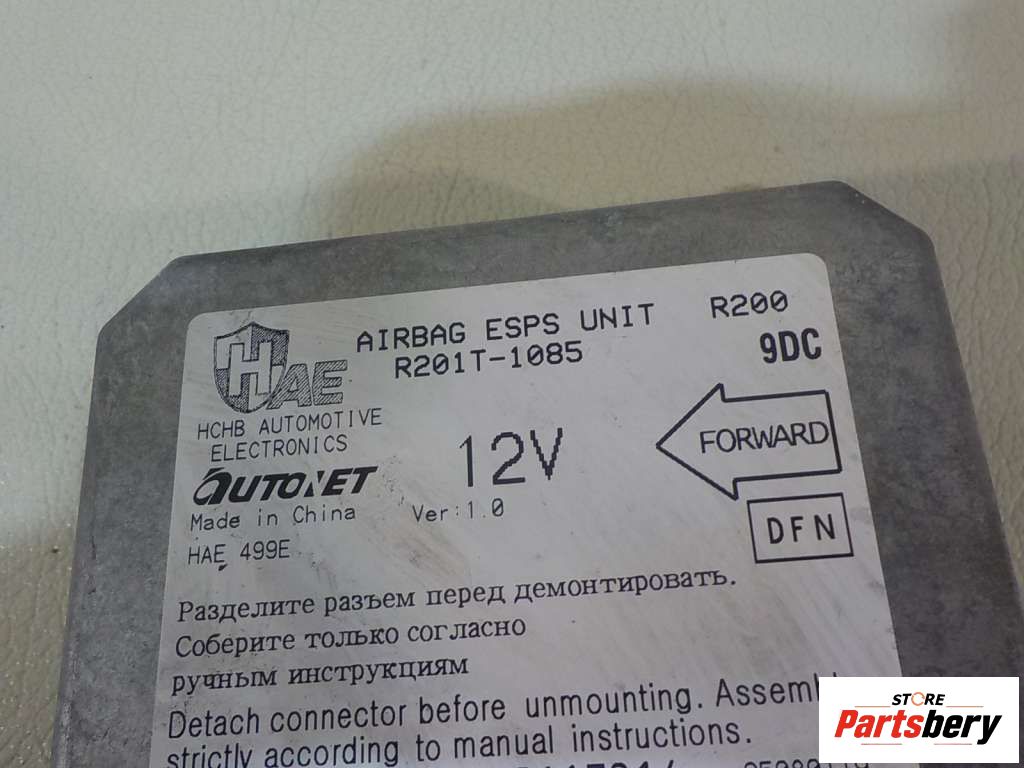 AIRBAG ESPS UNIT R200
R201T-1085 9DC
HAE
HCHB AUTOMOTIVE
ELECTRONICS
AUTONET
12V
FORWARD
Made in China
Ver:1.0
DFN
HAE 499E
Разделите разъем перед демонтировать.
Соберите только согласно
ручным инструкциям
Detach connector before unmounting.
strictly according to manual instructions.
STORE
Partsbery